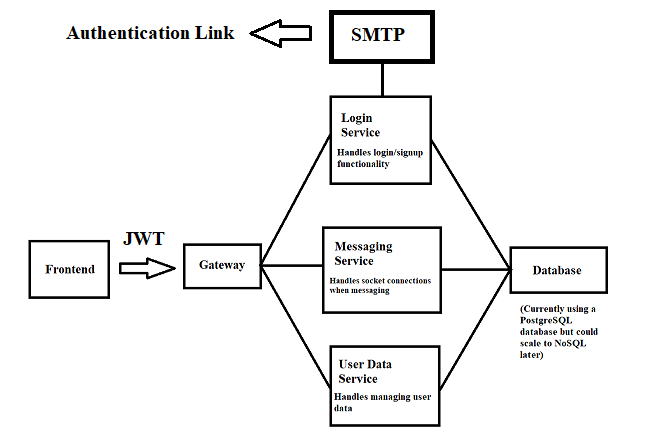 Authentication Link
SMTP
Login
Service
Handles login/signup
functionality
JWT
Frontend
Gateway
Messaging
Service
Handles socket connections
when messaging
Database
(Currently using a
PostgreSQL
database but could
scale to NoSQL
later)
User Data
Service
Handles managing user
data